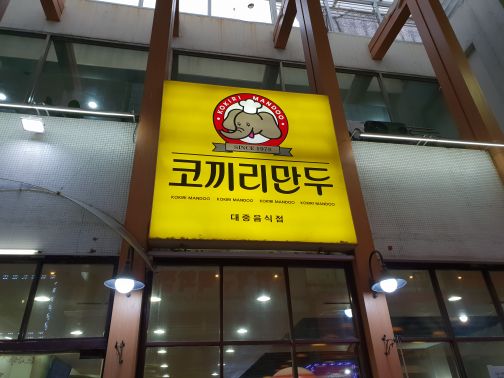 KOKIRI MANDOO
SINCE 1979
코끼리만두
KOKIRI MANDOO KOKIRI MANDOO KOKIRI MANDOO KOKIRI MANDOO
대중음식점